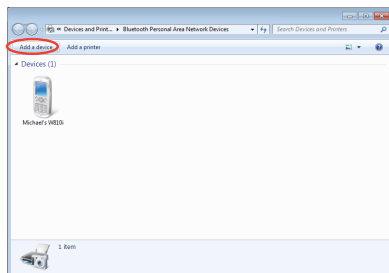 « Devices and Print... ▸ Bluetooth Personal Area Network Devices
Search Devices and Printers
Add a device
Add a printer
Devices (1)
Michael's W810i
1 item